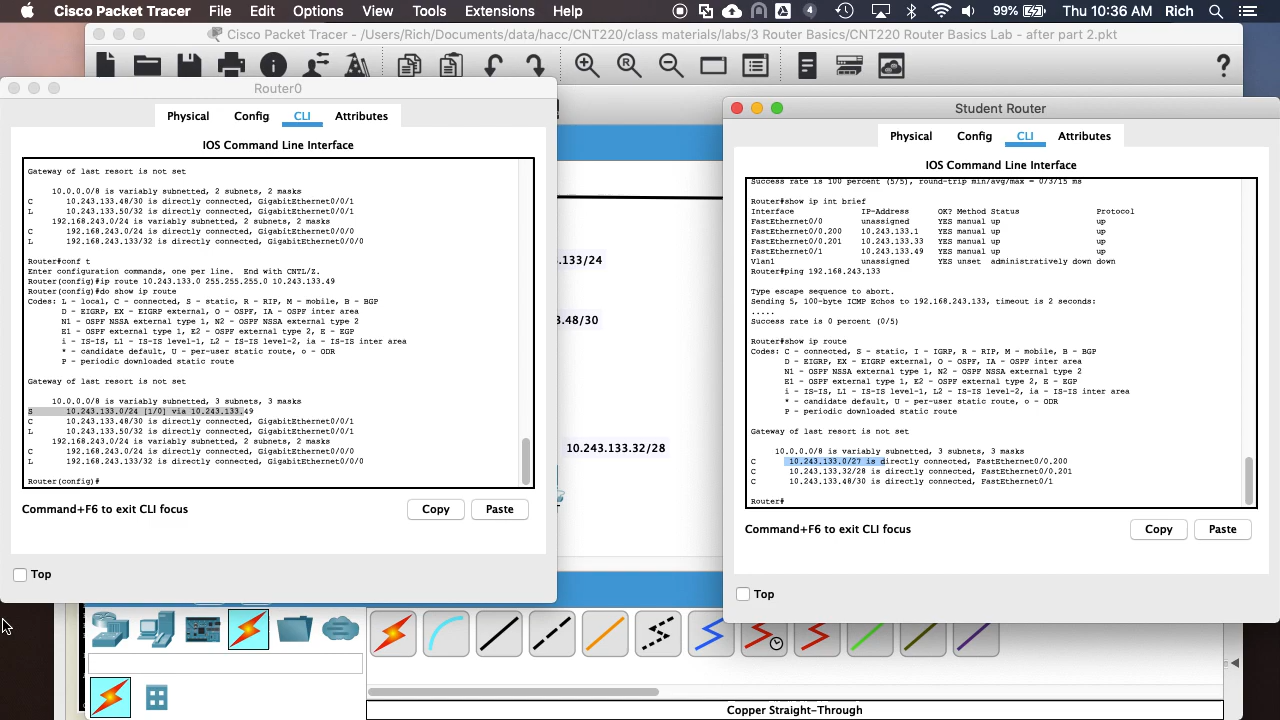 Packet Tracer File Edit Options View Tools Extensions Help 4 99% Thu 10:36 AM Rich
Cisco Packet Tracer - /Users/Rich/Documents/data/hacc/CNT220/class materials/labs/3 Router Basics/CNT220 Router Basics Lab - after part 2.pkt
Router0
Physical Config CLI Attributes
IOS Command Line Interface
Gateway of last resort is not set
10.0.0.0/8 is variably subnetted, 2 subnets, 2 masks
C 10.243.133.48/30 is directly connected, GigabitEthernet0/0/1
L 10.243.133.50/32 is directly connected, GigabitEthernet0/0/1
192.168.243.0/24 is variably subnetted, 2 subnets, 2 masks
C 192.168.243.0/24 is directly connected, GigabitEthernet0/0/0
L 192.168.243.133/32 is directly connected, GigabitEthernet0/0/0
Router#conf t
Enter configuration commands, one per line. End with CNTL/Z.
Router(config)#ip route 10.243.133.0 255.255.255.0 10.243.133.49
Router(config)#do show ip route
Codes: L - local, C - connected, S - static, R - RIP, M - mobile, B - BGP
D - EIGRP, EX - EIGRP external, O - OSPF, IA - OSPF inter area
N1 - OSPF NSSA external type 1, N2 - OSPF NSSA external type 2
E1 - OSPF external type 1, E2 - OSPF external type 2, E - EGP
i - IS-IS, L1 - IS-IS level-1, L2 - IS-IS level-2, ia - IS-IS inter area
* - candidate default, U - per-user static route, o - ODR
P - periodic downloaded static route
Gateway of last resort is not set
10.0.0.0/8 is variably subnetted, 3 subnets, 3 masks
S 10.243.133.0/24 [1/0] via 10.243.133.49
C 10.243.133.48/30 is directly connected, GigabitEthernet0/0/1
L 10.243.133.50/32 is directly connected, GigabitEthernet0/0/1
192.168.243.0/24 is variably subnetted, 2 subnets, 2 masks
C 192.168.243.0/24 is directly connected, GigabitEthernet0/0/0
L 192.168.243.133/32 is directly connected, GigabitEthernet0/0/0
Router(config)#
Command+F6 to exit CLI focus
Copy Paste
Top
.133/24
3.48/30
10.243.133.32/28
Student Router
Physical Config CLI Attributes
IOS Command Line Interface
Success rate is 100 percent (5/5), round-trip min/avg/max = 0/3/15 ms
Router#show ip int brief
Interface IP-Address OK? Method Status Protocol
FastEthernet0/0 unassigned YES manual up up
FastEthernet0/0.200 10.243.133.1 YES manual up up
FastEthernet0/0.201 10.243.133.33 YES manual up up
FastEthernet0/1 10.243.133.49 YES manual up up
Vlan1 unassigned YES unset administratively down down
Router#ping 192.168.243.133
Type escape sequence to abort.
Sending 5, 100-byte ICMP Echos to 192.168.243.133, timeout is 2 seconds:
.....
Success rate is 0 percent (0/5)
Router#show ip route
Codes: C - connected, S - static, I - IGRP, R - RIP, M - mobile, B - BGP
D - EIGRP, EX - EIGRP external, O - OSPF, IA - OSPF inter area
N1 - OSPF NSSA external type 1, N2 - OSPF NSSA external type 2
E1 - OSPF external type 1, E2 - OSPF external type 2, E - EGP
i - IS-IS, L1 - IS-IS level-1, L2 - IS-IS level-2, ia - IS-IS inter area
* - candidate default, U - per-user static route, o - ODR
P - periodic downloaded static route
Gateway of last resort is not set
10.0.0.0/8 is variably subnetted, 3 subnets, 3 masks
C 10.243.133.0/27 is directly connected, FastEthernet0/0.200
C 10.243.133.32/28 is directly connected, FastEthernet0/0.201
C 10.243.133.48/30 is directly connected, FastEthernet0/1
Router#
Command+F6 to exit CLI focus
Copy Paste
Top
Copper Straight-Through